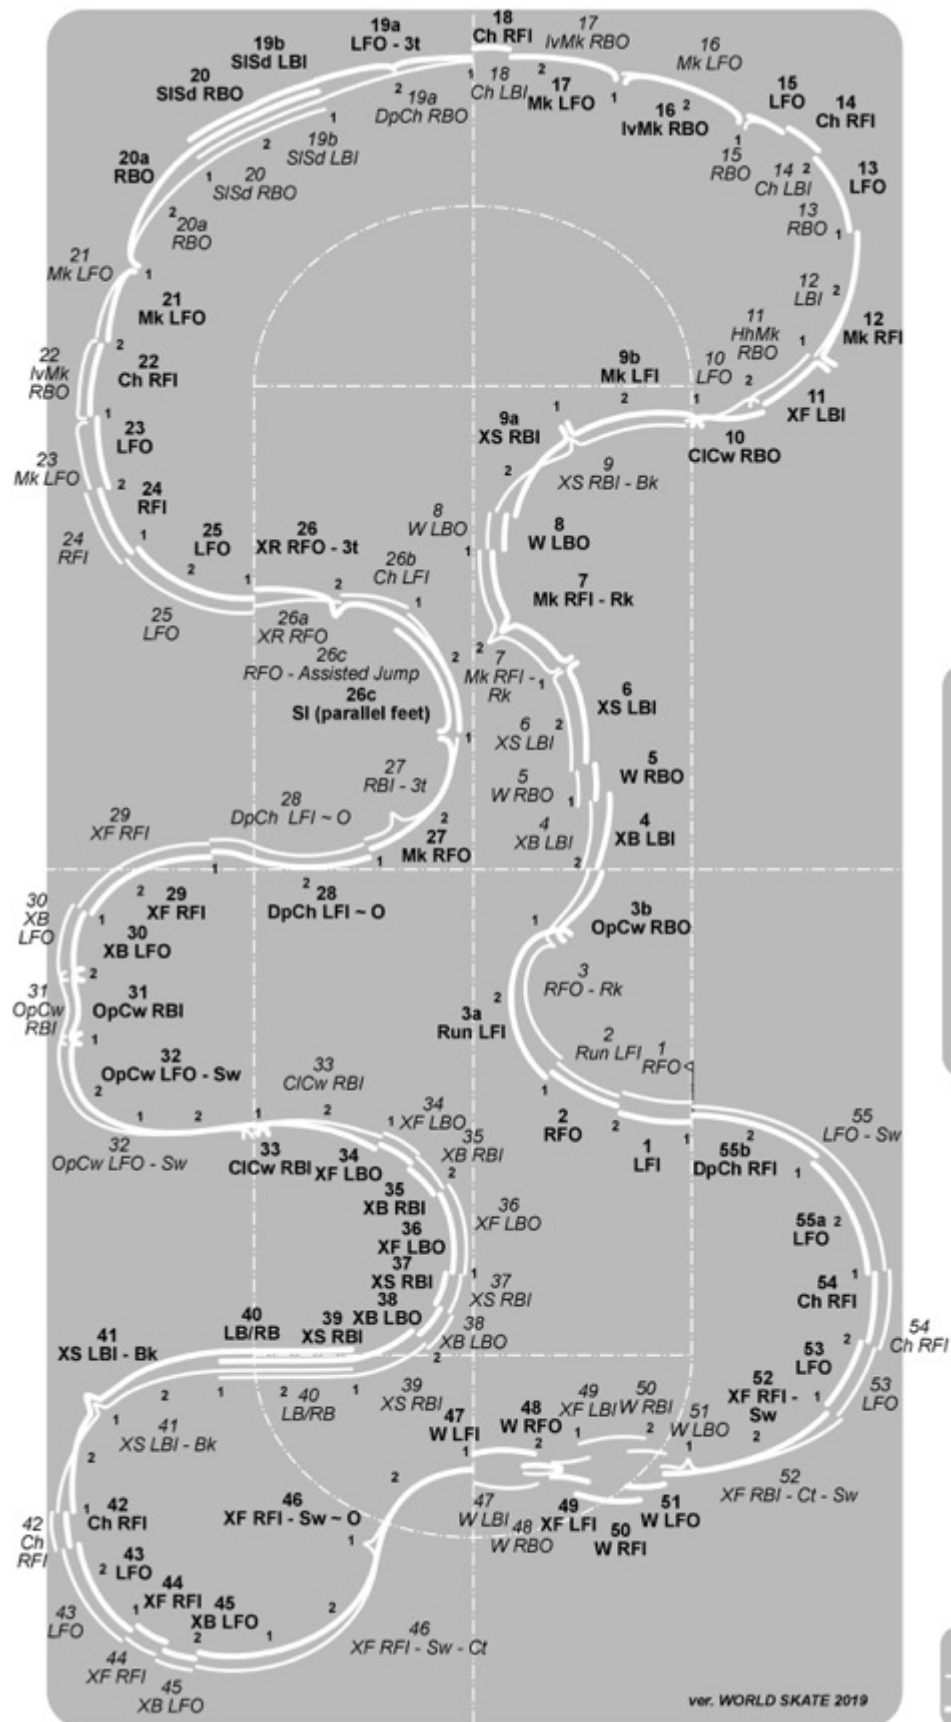 18
Ch RFI
17
IvMk RBO
16
Mk LFO
19a
LFO - 3t
19b
SlSd LBI
20
SlSd RBO
18
Ch LBI
2
17
Mk LFO
1
16
IvMk RBO
2
15
LFO
14
Ch RFI
1
2
19a
DpCh RBO
1
19b
SlSd LBI
2
20
SlSd RBO
1
20a
RBO
2
20a
RBO
1
15
RBO
14
Ch LBI
2
13
LFO
13
RBO
1
21
Mk LFO
1
21
Mk LFO
12
LBI
2
12
Mk RFI
11
HhMk
RBO
1
2
22
IvMk
RBO
2
22
Ch RFI
1
9b
Mk LFI
10
LFO
11
XF LBI
1
2
1
9a
XS RBI
10
ClCw RBO
23
LFO
23
Mk LFO
2
24
RFI
9
XS RBI - Bk
2
8
W LBO
8
W LBO
1
24
RFI
1
25
LFO
2
26
XR RFO - 3t
1
2
26b
Ch LFI
1
7
Mk RFI - Rk
25
LFO
26a
XR RFO
26c
RFO - Assisted Jump
2
2
7
Mk RFI -
Rk
1
26c
SI (parallel feet)
6
XS LBI
6
XS LBI
2
1
27
RBI - 3t
5
W RBO
5
W RBO
1
28
DpCh LFI ~ O
29
XF RFI
2
27
Mk RFO
1
4
XB LBI
4
XB LBI
2
1
2
28
DpCh LFI ~ O
2
29
XF RFI
30
XB
LFO
1
30
XB LFO
3b
OpCw RBO
1
2
3
RFO - Rk
31
OpCw
RBI
31
OpCw RBI
2
3a
Run LFI
1
2
Run LFI
1
RFO
32
OpCw LFO - Sw
2
33
ClCw RBI
1
2
RFO
2
1
2
1
2
34
XF LBO
1
1
LFI
1
2
55b
DpCh RFI
55
LFO - Sw
1
32
OpCw LFO - Sw
33
ClCw RBI
34
XF LBO
35
XB RBI
2
35
XB RBI
36
XF LBO
36
XF LBO
55a
LFO
2
37
XS RBI
1
37
XS RBI
1
54
Ch RFI
38
XB LBO
38
XB LBO
40
LB/RB
39
XS RBI
41
XS LBI - Bk
2
54
Ch RFI
53
LFO
2
2
1
2
40
LB/RB
1
39
XS RBI
52
XF RFI -
Sw
1
53
LFO
1
41
XS LBI - Bk
47
W LFI
48
W RFO
49
XF LBI
50
W RBI
51
W LBO
1
2
1
2
1
2
2
2
52
XF RBI - Ct - Sw
1
42
Ch RFI
46
XF RFI - Sw ~ O
47
W LBI
48
W RBO
49
XF LFI
50
W RFI
51
W LFO
42
Ch
RFI
1
43
LFO
2
44
XF RFI
45
XB LFO
2
1
2
1
43
LFO
44
XF RFI
45
XB LFO
46
XF RFI - Sw - Ct
ver. WORLD SKATE 2019